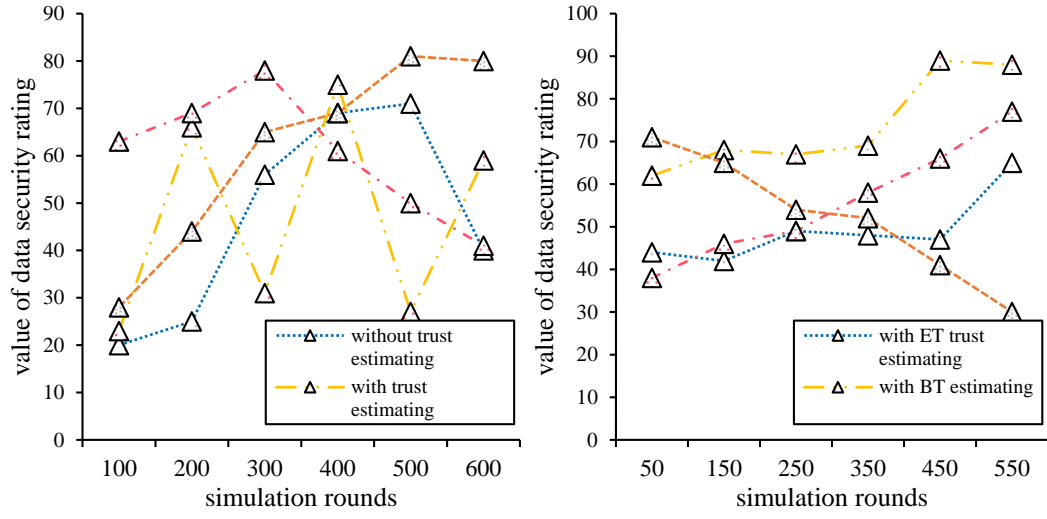 90
80
70
60
50
40
30
20
10
0
value of data security rating
without trust
estimating
with trust
estimating
100 200 300 400 500 600
simulation rounds
100
90
80
70
60
50
40
30
20
10
0
value of data security rating
with ET trust
estimating
with BT estimating
50 150 250 350 450 550
simulation rounds